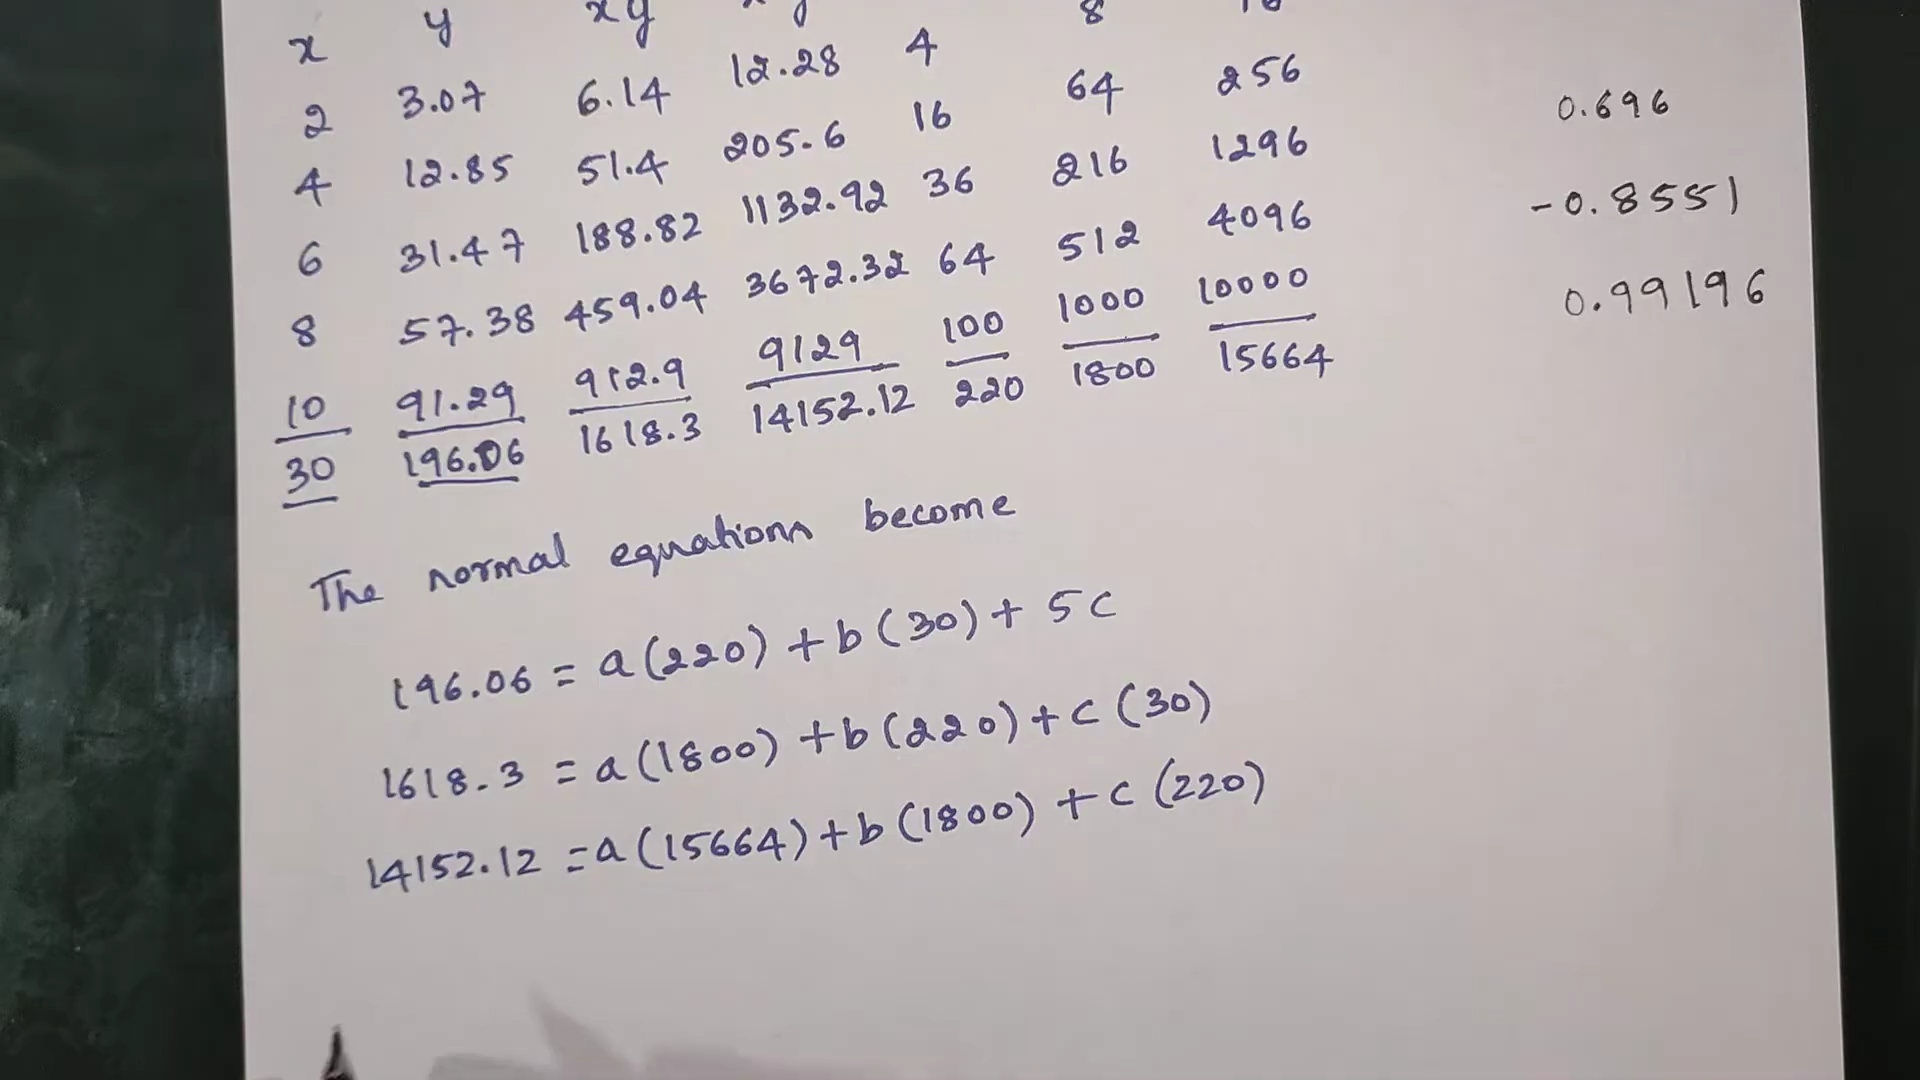 x y xy
2 3.07 6.14 12.28 4 8 16
4 12.85 51.4 205.6 16 64 256
6 31.47 188.82 1132.92 36 216 1296
8 57.38 459.04 3672.32 64 512 4096
10 91.29 912.9 9129 100 1000 10000
30 196.06 1618.3 14152.12 220 1800 15664
0.696
-0.8551
0.99196
The normal equations become
196.06 = a(220) + b(30) + 5c
1618.3 = a(1800) + b(220) + c(30)
14152.12 = a(15664) + b(1800) + c(220)